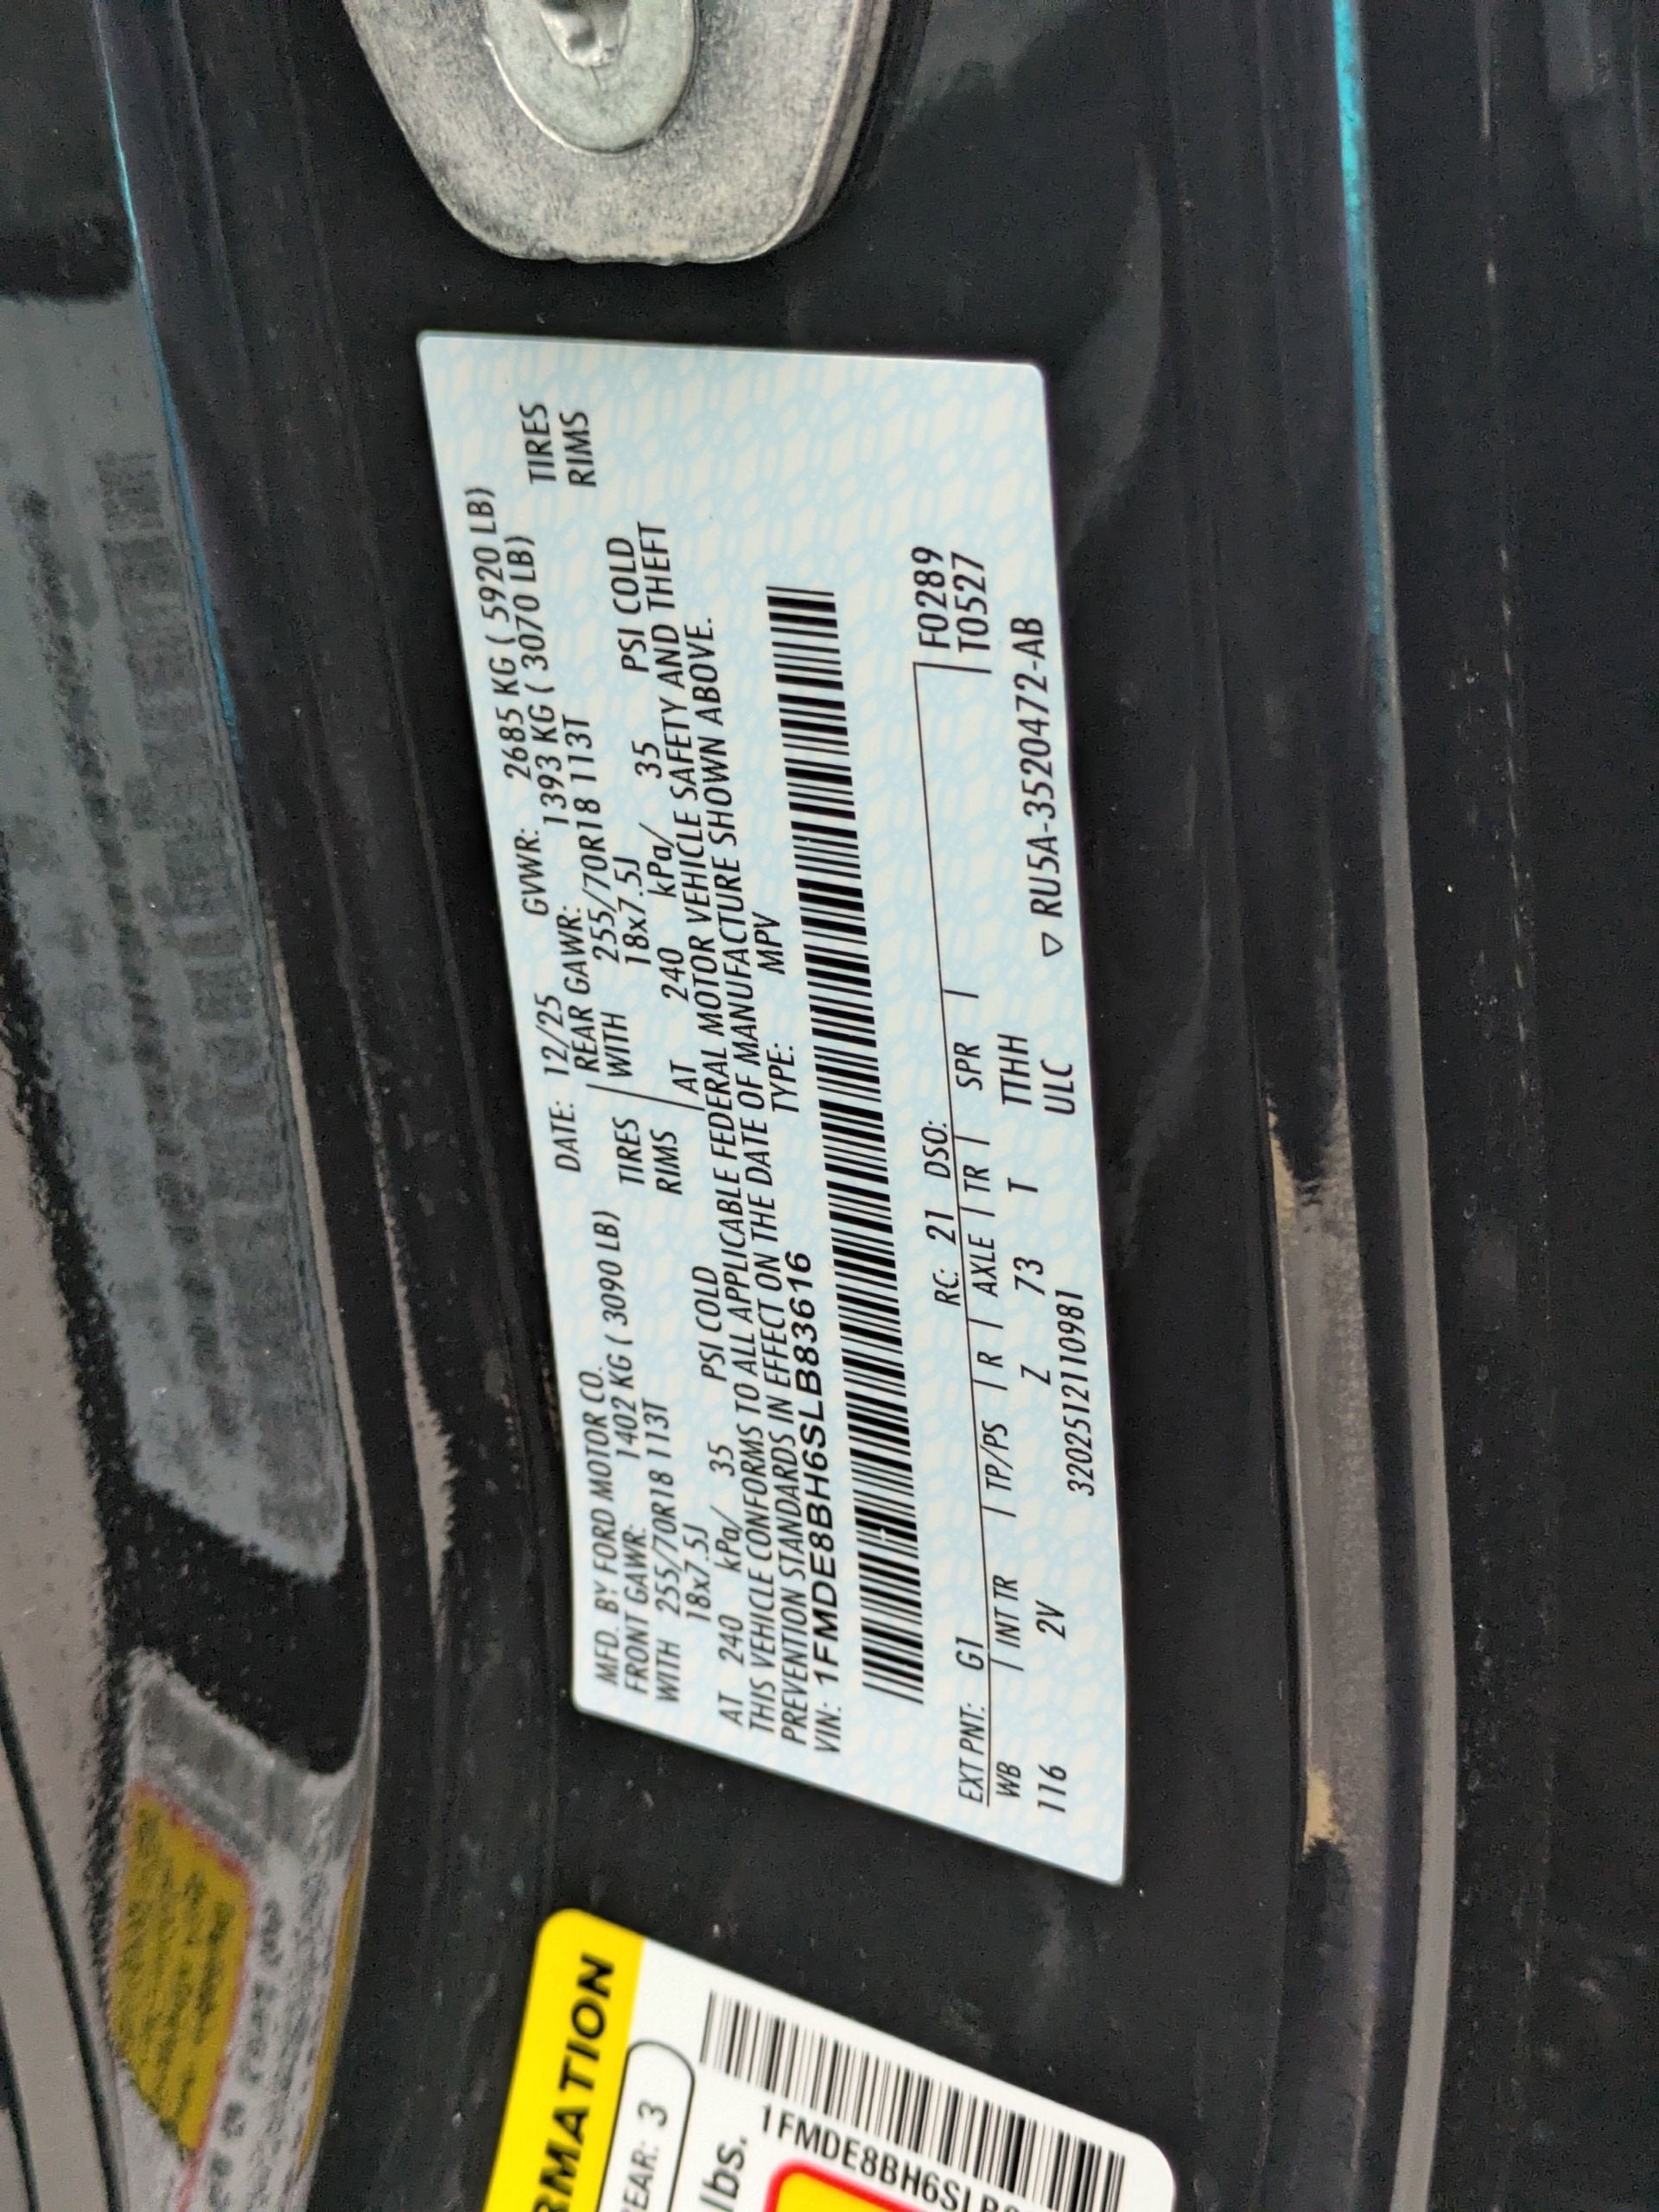 MFD. BY FORD MOTOR CO. DATE: 12/25 GVWR: 2685 KG ( 5920 LB)
FRONT GAWR: 1402 KG ( 3090 LB) REAR GAWR: 1393 KG ( 3070 LB)
WITH 255/70R18 113T TIRES WITH 255/70R18 113T TIRES
18x7.5J RIMS 18x7.5J RIMS
AT 240 kPa/ 35 PSI COLD AT 240 kPa/ 35 PSI COLD
THIS VEHICLE CONFORMS TO ALL APPLICABLE FEDERAL MOTOR VEHICLE SAFETY AND THEFT
PREVENTION STANDARDS IN EFFECT ON THE DATE OF MANUFACTURE SHOWN ABOVE.
VIN: 1FMDE8BH6SLB83616 TYPE: MPV
EXT PNT: G1 RC: 21 DSO: F0289
WB | INT TR | TP/PS | R | AXLE | TR | SPR | T0527
116 2V Z 73 T TTHH
3202512110981 ULC ▽ RU5A-3520472-AB
RMATION
EAR: 3
lbs.
1FMDE8BH6SLB